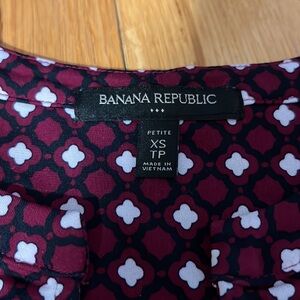 BANANA REPUBLIC
PETITE
XS
TP
MADE IN
VIETNAM